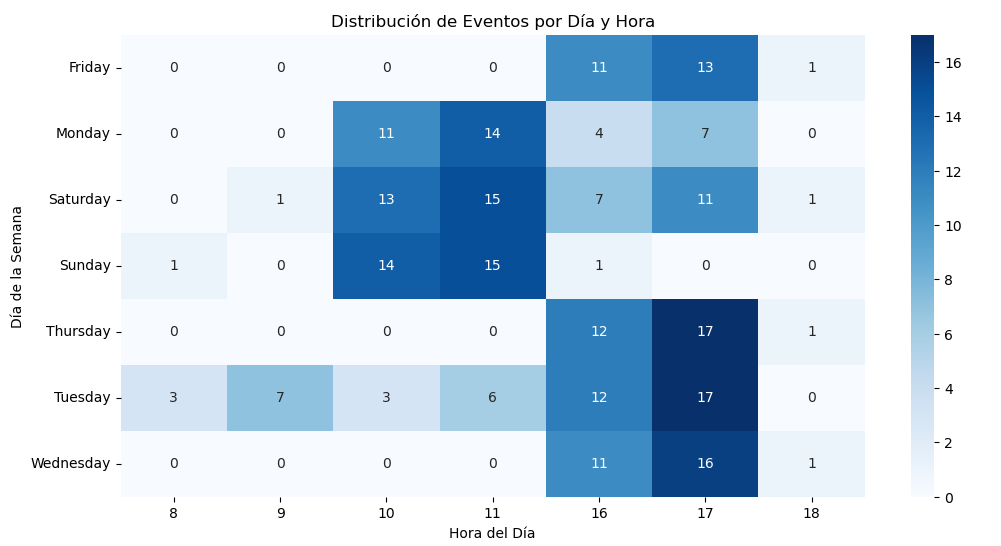 Distribución de Eventos por Día y Hora
Día de la Semana
Friday 0 0 0 0 11 13 1
Monday 0 0 11 14 4 7 0
Saturday 0 1 13 15 7 11 1
Sunday 1 0 14 15 1 0 0
Thursday 0 0 0 0 12 17 1
Tuesday 3 7 3 6 12 17 0
Wednesday 0 0 0 0 11 16 1
8 9 10 11 16 17 18
Hora del Día
16
14
12
10
8
6
4
2
0